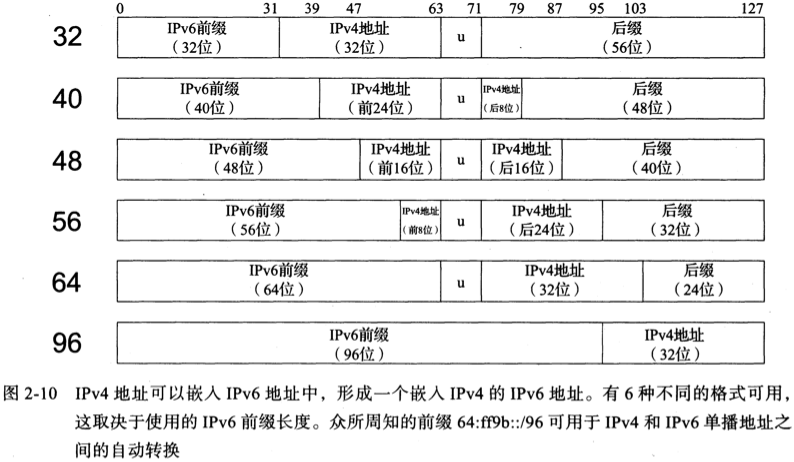 0 31 39 47 63 71 79 87 95 103 127
32 IPv6前缀 IPv4地址 u 后缀
（32位） （32位） （56位）
40 IPv6前缀 IPv4地址 u IPv4地址 后缀
（40位） （前24位） （后8位） （48位）
48 IPv6前缀 IPv4地址 u IPv4地址 后缀
（48位） （前16位） （后16位） （40位）
56 IPv6前缀 IPv4地址 u IPv4地址 后缀
（56位） （前8位） （后24位） （32位）
64 IPv6前缀 u IPv4地址 后缀
（64位） （32位） （24位）
96 IPv6前缀 IPv4地址
（96位） （32位）
图 2-10 IPv4 地址可以嵌入 IPv6 地址中，形成一个嵌入 IPv4 的 IPv6 地址。有 6 种不同的格式可用，
这取决于使用的 IPv6 前缀长度。众所周知的前缀 64:ff9b::/96 可用于 IPv4 和 IPv6 单播地址之
间的自动转换